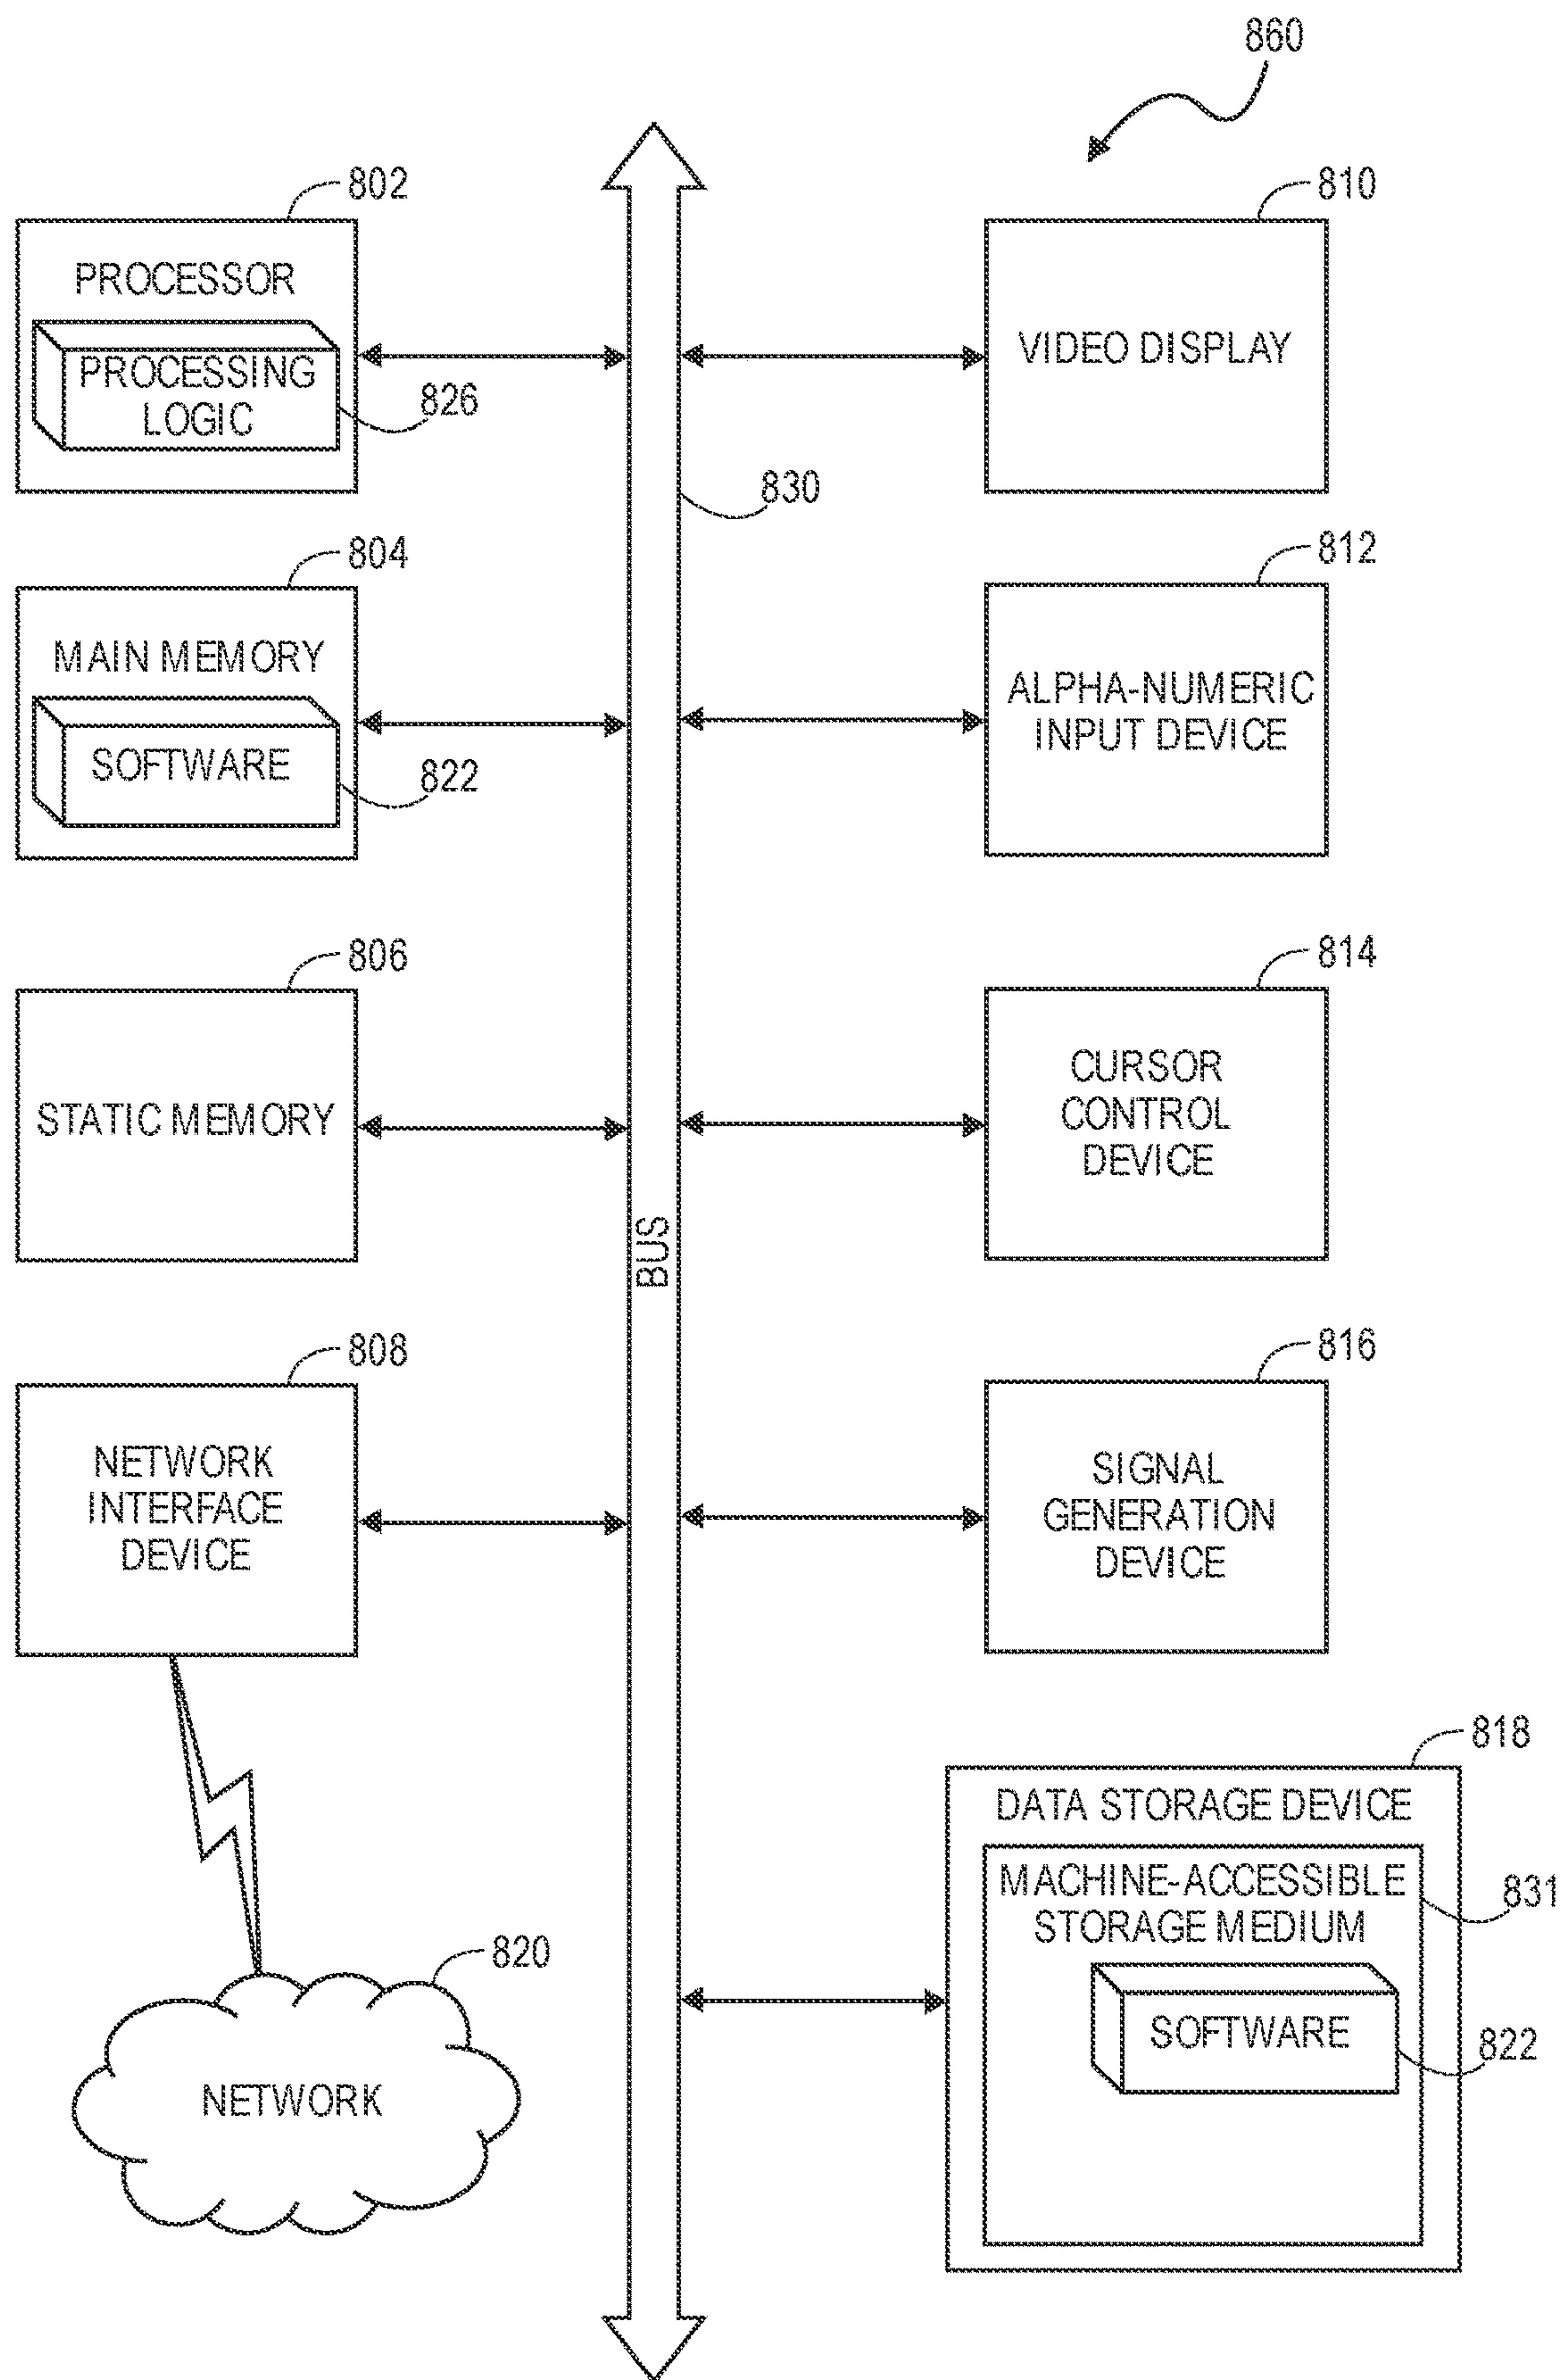 860
802
PROCESSOR
PROCESSING
LOGIC
826
810
VIDEO DISPLAY
830
804
MAIN MEMORY
SOFTWARE
822
812
ALPHA-NUMERIC
INPUT DEVICE
806
STATIC MEMORY
814
CURSOR
CONTROL
DEVICE
BUS
808
NETWORK
INTERFACE
DEVICE
816
SIGNAL
GENERATION
DEVICE
818
DATA STORAGE DEVICE
MACHINE-ACCESSIBLE
STORAGE MEDIUM
831
SOFTWARE
822
820
NETWORK